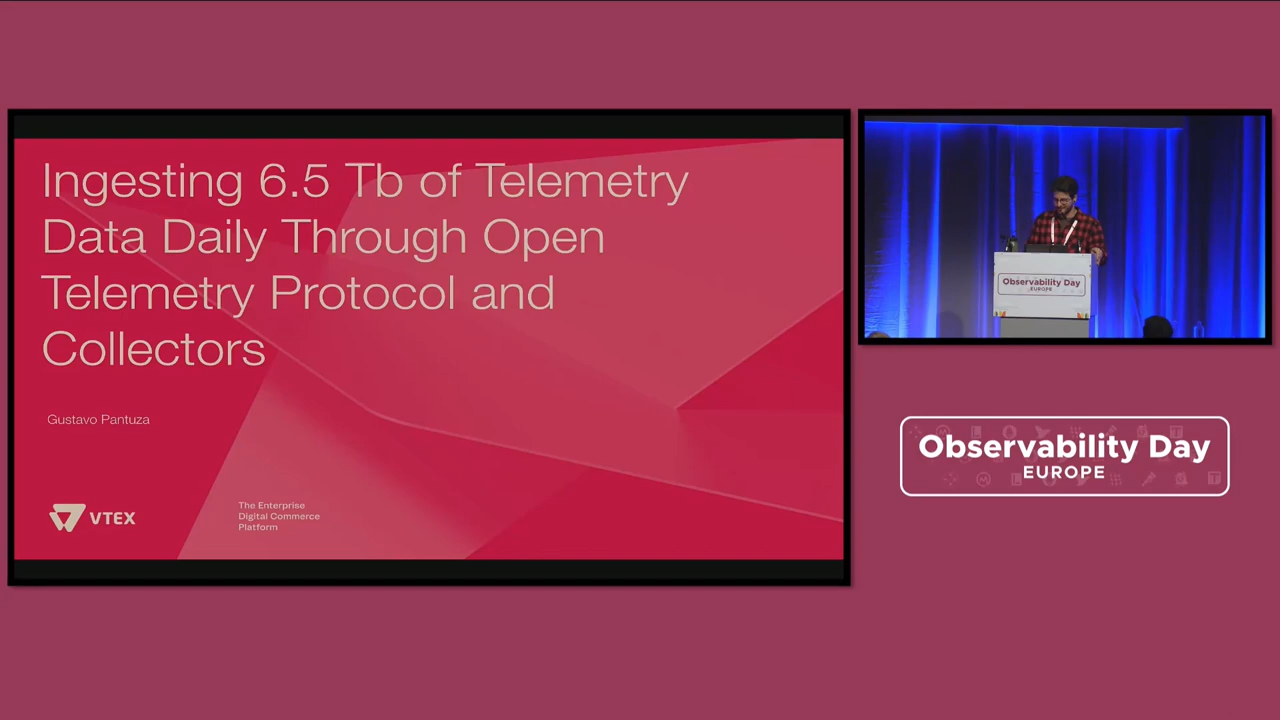 Ingesting 6.5 Tb of Telemetry
Data Daily Through Open
Telemetry Protocol and
Collectors
Gustavo Pantuza
VTEX
The Enterprise
Digital Commerce
Platform
Observability Day
EUROPE
Observability Day
EUROPE